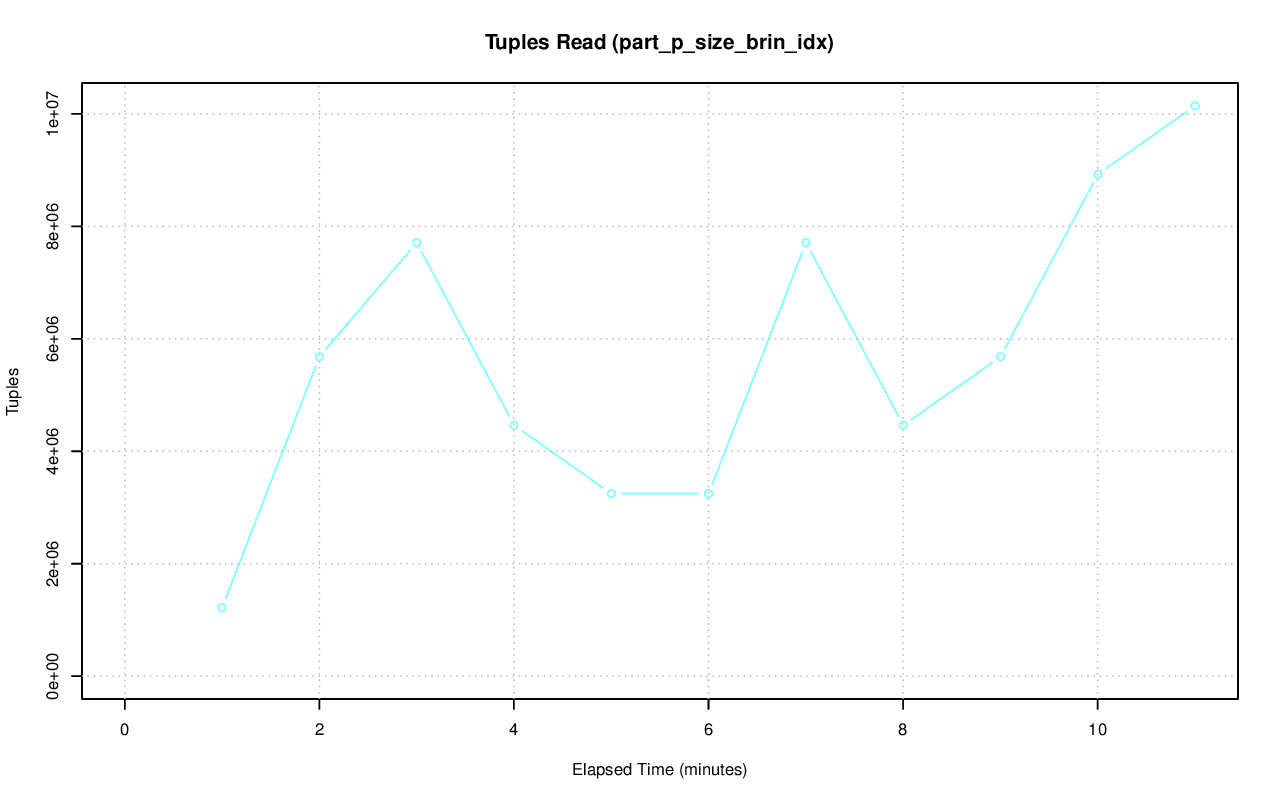 Tuples Read (part_p_size_brin_idx)
1e+07
8e+06
6e+06
4e+06
2e+06
0e+00
Tuples
0 2 4 6 8 10
Elapsed Time (minutes)